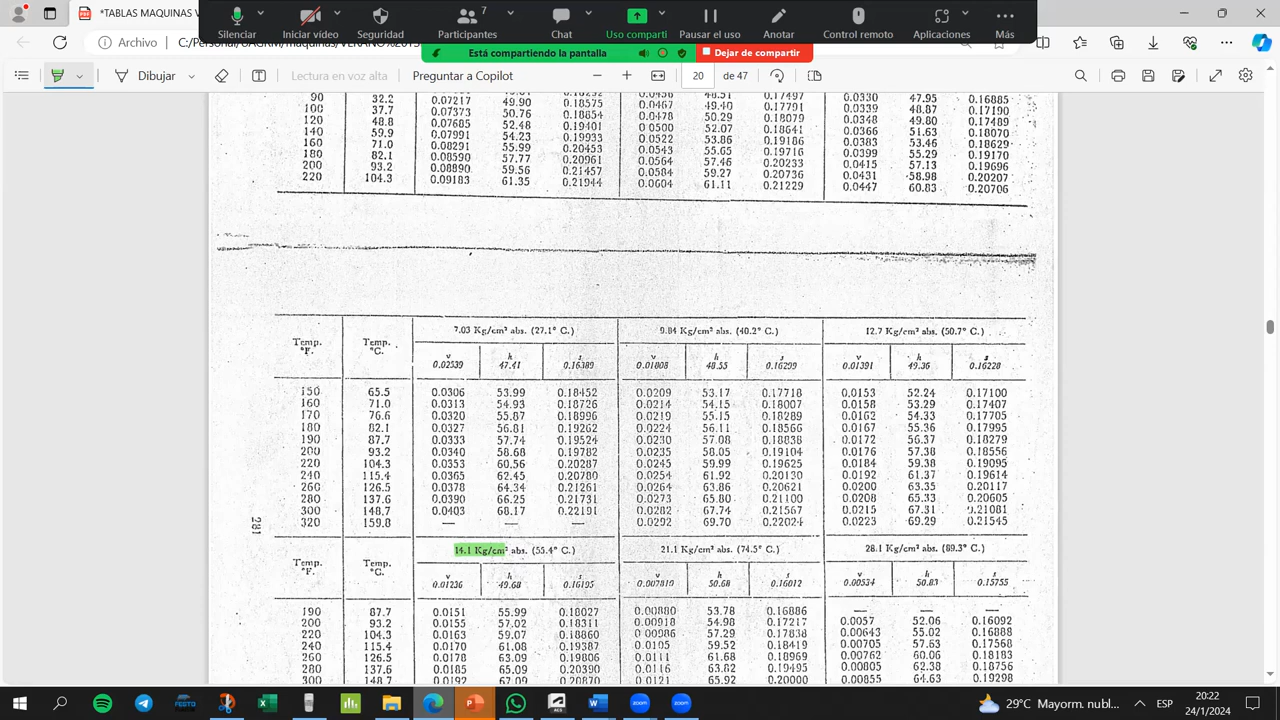 *TABLAS MAQUINAS V
7
Silenciar Iniciar video Seguridad Participantes Chat Uso comparti Pausar el uso Anotar Control remoto Aplicaciones Más
Archivo
Está compartiendo la pantalla Dejar de compartir
Dibujar Lectura en voz alta Preguntar a Copilot 20 de 47
90 32.2 0.07217 49.90 0.18575 0.0467 49.40 0.17791 0.0339 48.87 0.17190
100 37.7 0.07373 50.76 0.18854 0.0478 50.29 0.18079 0.0348 49.80 0.17489
120 48.8 0.07685 52.48 0.19401 0.0500 52.07 0.18641 0.0366 51.63 0.18070
140 59.9 0.07991 54.23 0.19933 0.0522 53.86 0.19186 0.0383 53.46 0.18629
160 71.0 0.08291 55.99 0.20453 0.0543 55.65 0.19716 0.0399 55.29 0.19170
180 82.1 0.08590 57.77 0.20961 0.0564 57.46 0.20233 0.0415 57.13 0.19696
200 93.2 0.08890 59.56 0.21457 0.0584 59.27 0.20736 0.0431 58.98 0.20207
220 104.3 0.09183 61.35 0.21944 0.0604 61.11 0.21229 0.0447 60.83 0.20706
7.03 Kg/cm² abs. (27.1° C.) 9.84 Kg/cm² abs. (40.2° C.) 12.7 Kg/cm² abs. (50.7° C.)
Temp. °F. Temp. °C.
v h s v h s v h s
0.02539 47.41 0.16389 0.01808 48.55 0.16299 0.01391 49.36 0.16228
150 65.5 0.0306 53.99 0.18452 0.0209 53.17 0.17718 0.0153 52.24 0.17100
160 71.0 0.0313 54.93 0.18726 0.0214 54.15 0.18007 0.0158 53.29 0.17407
170 76.6 0.0320 55.87 0.18996 0.0219 55.15 0.18289 0.0162 54.33 0.17705
180 82.1 0.0327 56.81 0.19262 0.0224 56.11 0.18566 0.0167 55.36 0.17995
190 87.7 0.0333 57.74 0.19524 0.0230 57.08 0.18838 0.0172 56.37 0.18279
200 93.2 0.0340 58.68 0.19782 0.0235 58.05 0.19104 0.0176 57.38 0.18556
220 104.3 0.0353 60.56 0.20287 0.0245 59.99 0.19625 0.0184 59.38 0.19095
240 115.4 0.0365 62.45 0.20780 0.0254 61.92 0.20130 0.0192 61.37 0.19614
260 126.5 0.0378 64.34 0.21261 0.0264 63.86 0.20621 0.0200 63.35 0.20117
280 137.6 0.0390 66.25 0.21731 0.0273 65.80 0.21100 0.0208 65.33 0.20605
300 148.7 0.0403 68.17 0.22191 0.0282 67.74 0.21567 0.0215 67.31 0.21081
320 159.8 — — — 0.0292 69.70 0.22024 0.0223 69.29 0.21545
281
14.1 Kg/cm² abs. (55.4° C.) 21.1 Kg/cm² abs. (74.5° C.) 28.1 Kg/cm² abs. (89.3° C.)
Temp. °F. Temp. °C.
v h s v h s v h s
0.01236 49.68 0.16195 0.007819 50.68 0.16012 0.00534 50.83 0.15755
190 87.7 0.0151 55.99 0.18027 0.00880 53.78 0.16886 — — —
200 93.2 0.0155 57.02 0.18311 0.00918 54.98 0.17217 0.0057 52.06 0.16092
220 104.3 0.0163 59.07 0.18860 0.00986 57.29 0.17838 0.00643 55.02 0.16888
240 115.4 0.0170 61.08 0.19387 0.0105 59.52 0.18419 0.00705 57.63 0.17568
260 126.5 0.0178 63.09 0.19806 0.0111 61.68 0.18969 0.00762 60.06 0.18183
280 137.6 0.0185 65.09 0.20390 0.0116 63.82 0.19495 0.00805 62.38 0.18756
300 148.7 0.0192 67.09 0.20870 0.0121 65.92 0.20000 0.00855 64.63 0.19298
29°C Mayorm. nubl... ESP 20:22
24/1/2024